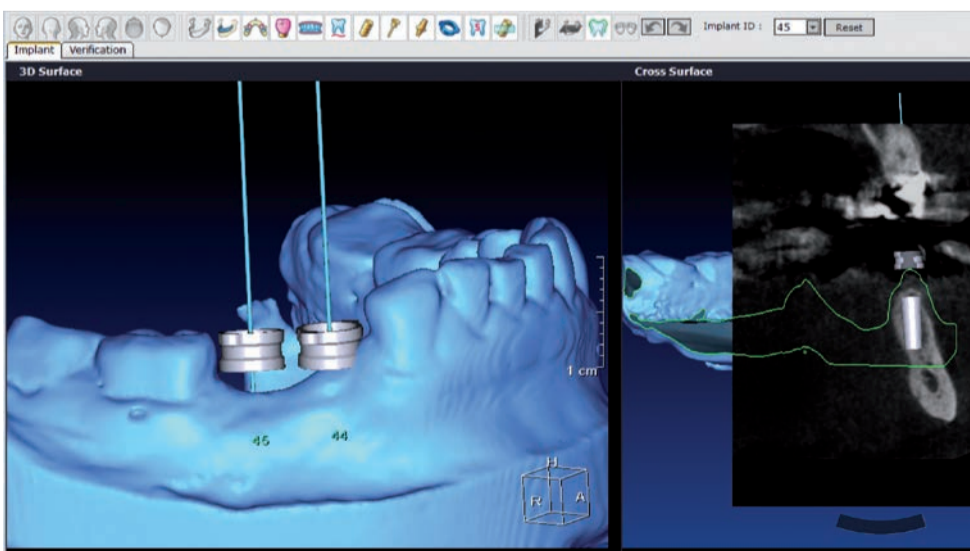 Implant ID : 45 Reset
Implant Verification
3D Surface Cross Surface
1 cm
45 44
H
R A